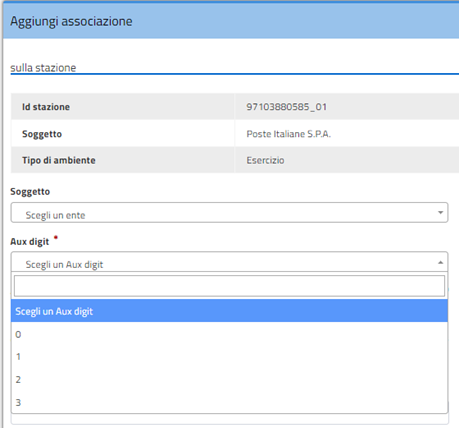 Aggiungi associazione
sulla stazione
Id stazione 97103880585_01
Soggetto Poste Italiane S.P.A.
Tipo di ambiente Esercizio
Soggetto
Scegli un ente
Aux digit *
Scegli un Aux digit
Scegli un Aux digit
0
1
2
3